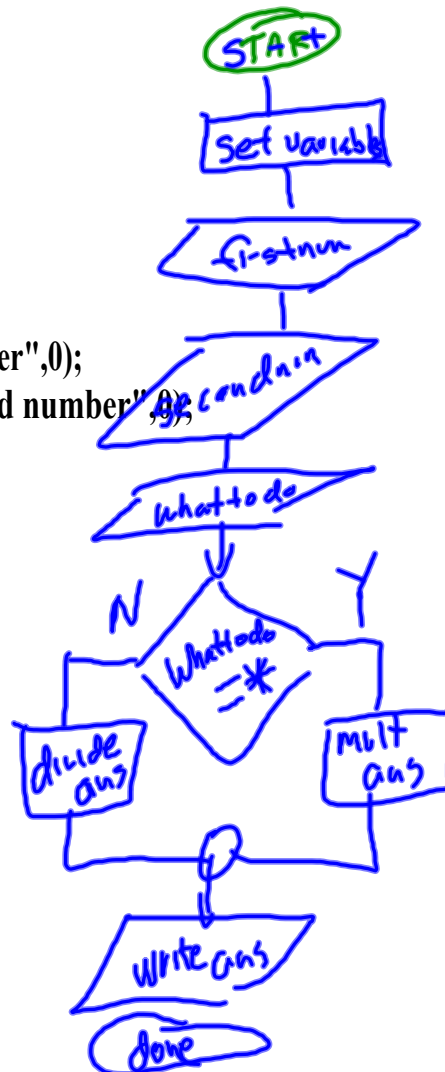 START
set variable
firstnum
er",0);
d number",0);
secondnum
whattodo
N
Y
Whattodo
=*
divide
ans
mult
ans
write ans
done